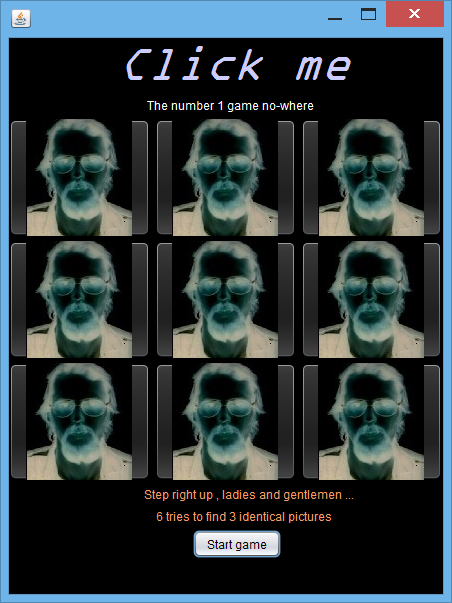 Click me
The number 1 game no-where
Step right up , ladies and gentlemen ...
6 tries to find 3 identical pictures
Start game